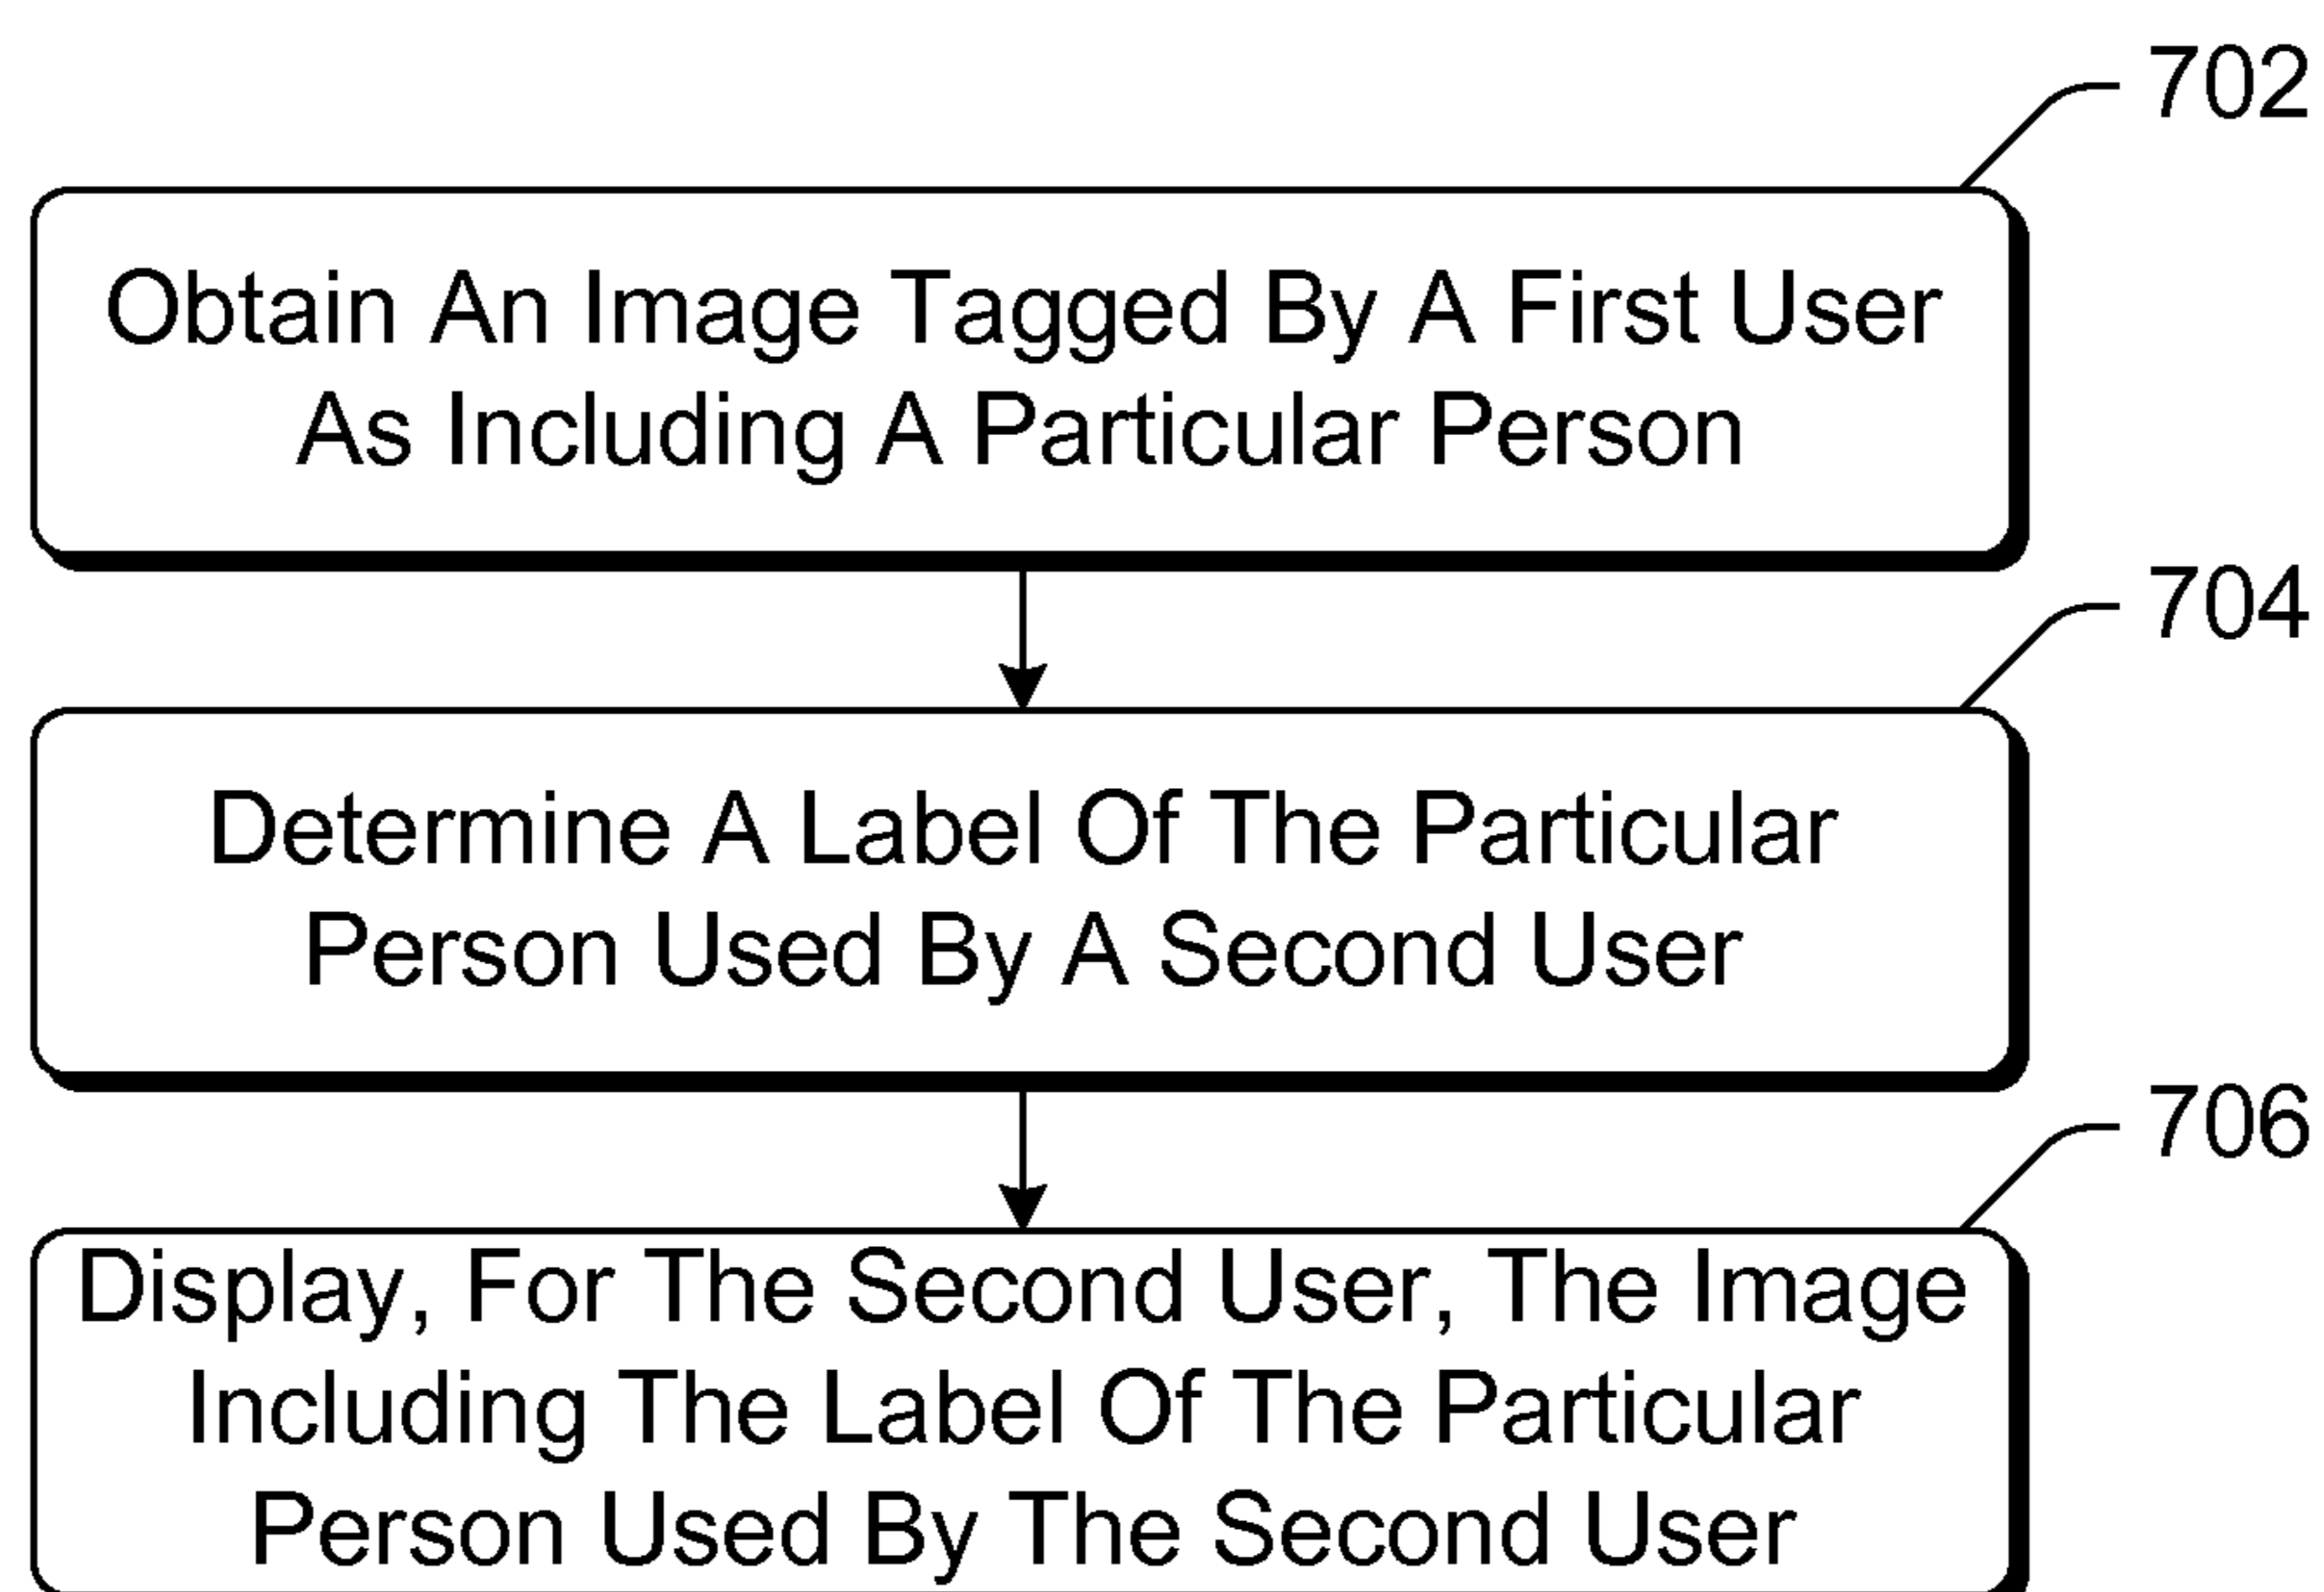 702
Obtain An Image Tagged By A First User
As Including A Particular Person
704
Determine A Label Of The Particular
Person Used By A Second User
706
Display, For The Second User, The Image
Including The Label Of The Particular
Person Used By The Second User